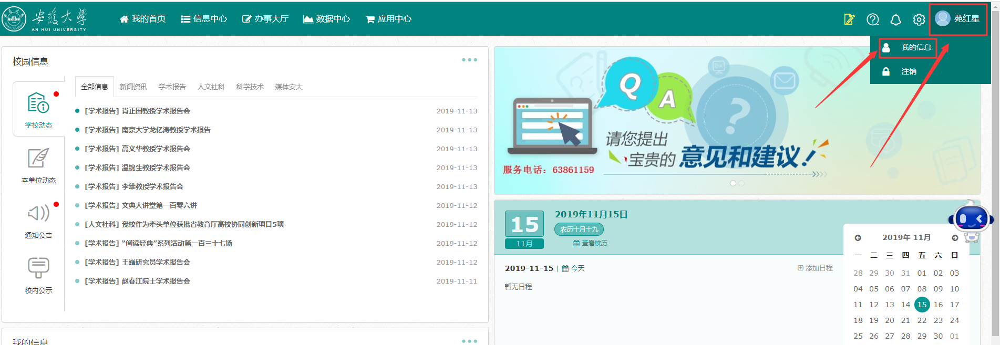 安徽大学
AN HUI UNIVERSITY
我的首页
信息中心
办事大厅
数据中心
应用中心
苑红星
我的信息
注销
校园信息
学校动态
本单位动态
通知公告
校内公示
全部信息 新闻资讯 学术报告 人文社科 科学技术 媒体安大
[学术报告] 肖正国教授学术报告会 2019-11-13
[学术报告] 南京大学龙亿涛教授学术报告 2019-11-13
[学术报告] 高义华教授学术报告会 2019-11-13
[学术报告] 温锦生教授学术报告会 2019-11-13
[学术报告] 李雄教授学术报告会 2019-11-13
[学术报告] 文典大讲堂第一百零六讲 2019-11-12
[人文社科] 我校作为牵头单位获批省教育厅高校协同创新项目5项 2019-11-12
[学术报告] “阅读经典”系列活动第一百三十七场 2019-11-12
[学术报告] 王巍研究员学术报告会 2019-11-12
[学术报告] 赵春江院士学术报告会 2019-11-11
我的信息
Q
A
?
请您提出
宝贵的 意见和建议!
服务电话：63861159
15
11月
2019年11月15日
农历十月十九
查看校历
2019-11-15 | 今天
添加日程
暂无日程
2019年 11月
一 二 三 四 五 六 日
28 29 30 31 01 02 03
04 05 06 07 08 09 10
11 12 13 14 15 16 17
18 19 20 21 22 23 24
25 26 27 28 29 30 01